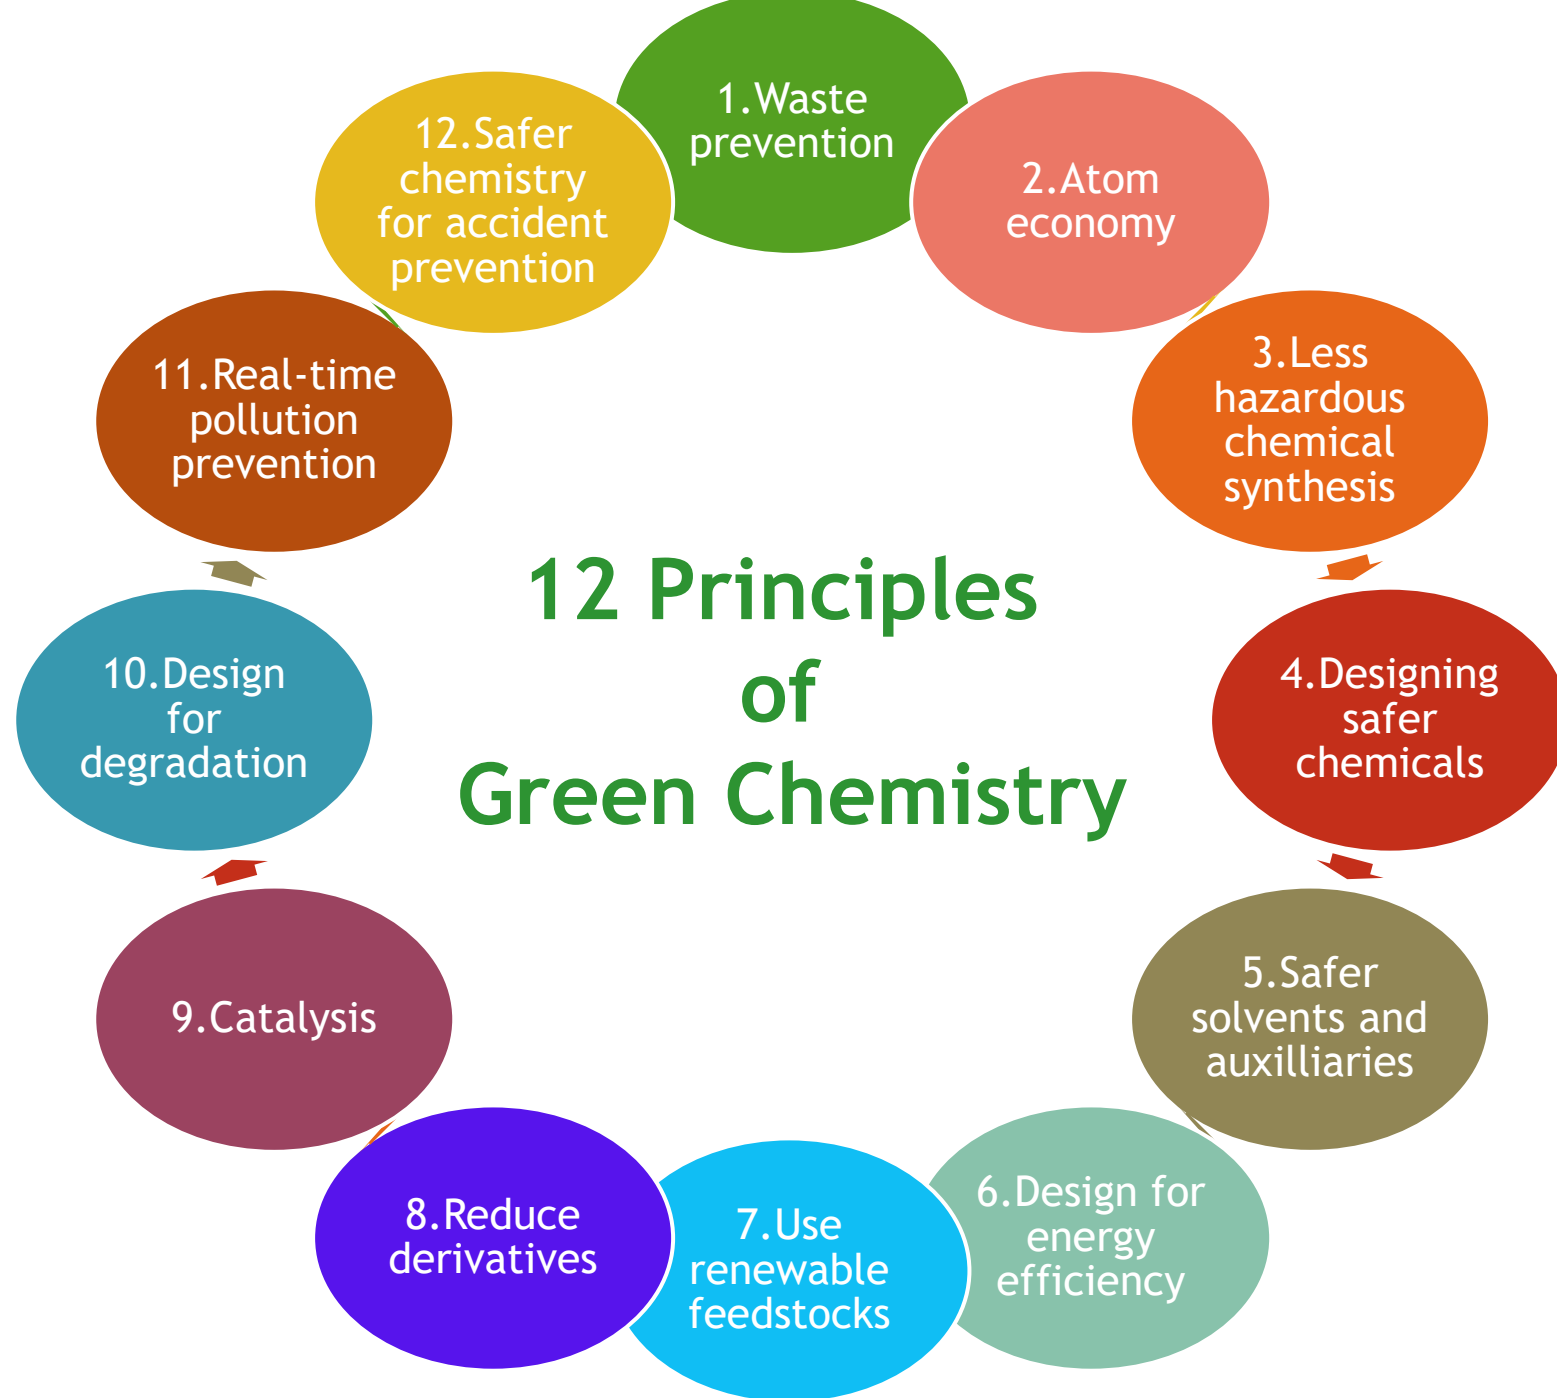 1.Waste
prevention
2.Atom
economy
3.Less
hazardous
chemical
synthesis
4.Designing
safer
chemicals
5.Safer
solvents and
auxilliaries
6.Design for
energy
efficiency
7.Use
renewable
feedstocks
8.Reduce
derivatives
9.Catalysis
10.Design
for
degradation
11.Real-time
pollution
prevention
12.Safer
chemistry
for accident
prevention
12 Principles
of
Green Chemistry